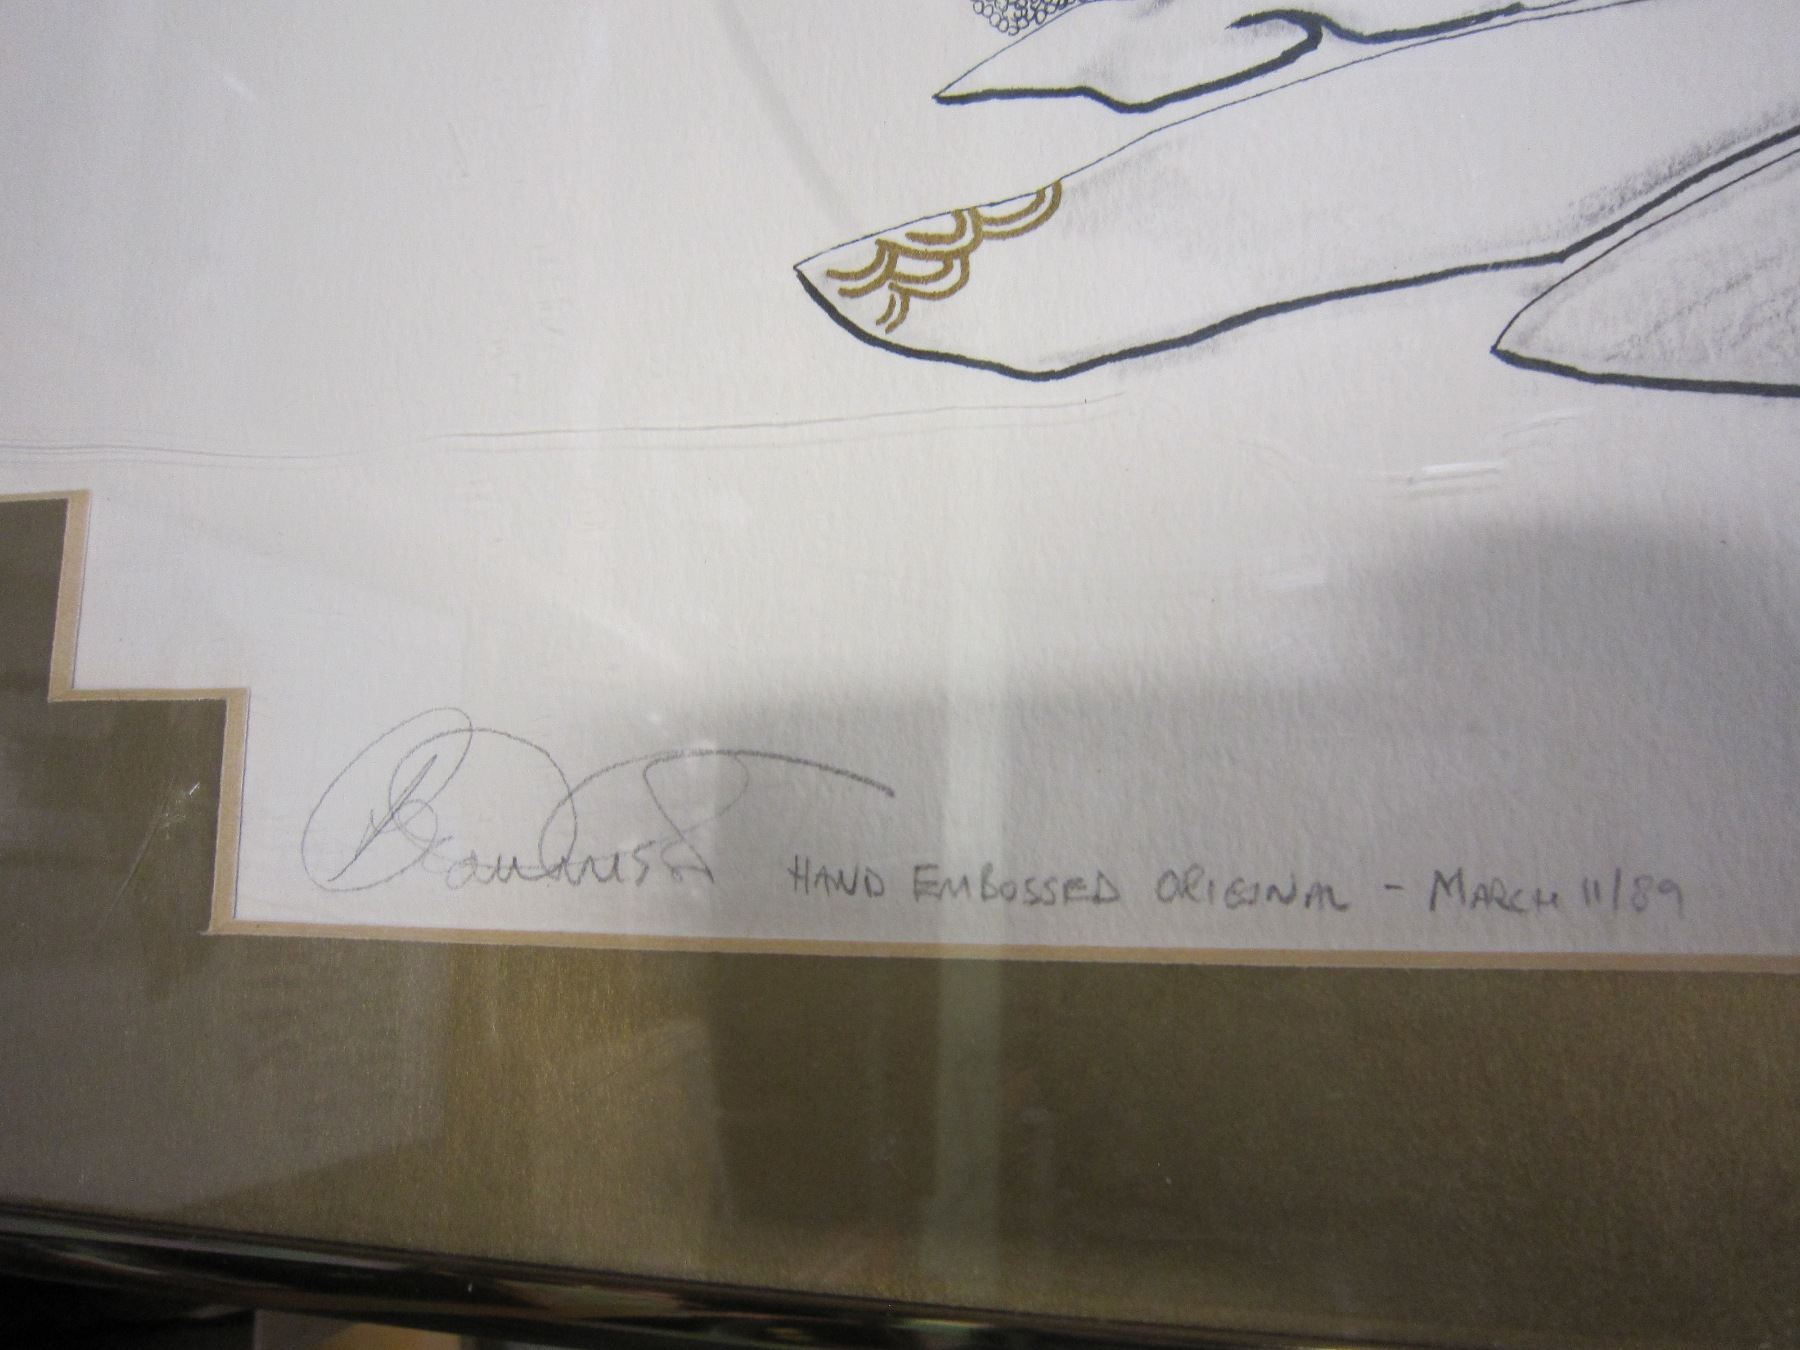 HAND EMBOSSED ORIGINAL - MARCH 11/89